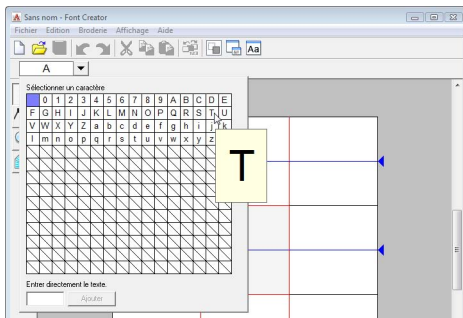 Sans nom - Font Creator
Fichier Edition Broderie Affichage Aide
Aa
A
Sélectionner un caractère
0 1 2 3 4 5 6 7 8 9 A B C D E
F G H I J K L M N O P Q R S T U
V W X Y Z a b c d e f g h i j k
l m n o p q r s t u v w x y z
T
Entrer directement le texte.
Ajouter